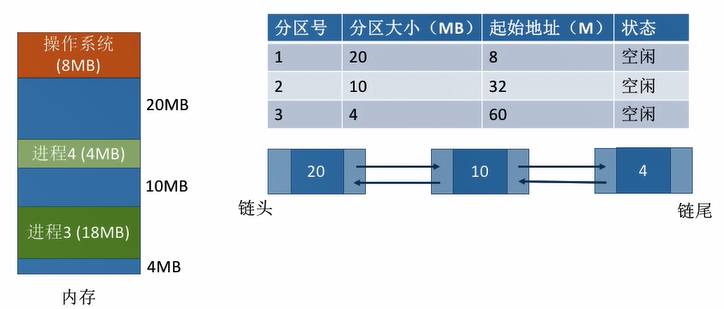 操作系统
(8MB)
20MB
进程4 (4MB)
10MB
进程3 (18MB)
4MB
内存
分区号 分区大小（MB） 起始地址（M） 状态
1 20 8 空闲
2 10 32 空闲
3 4 60 空闲
20 10 4
链头 链尾